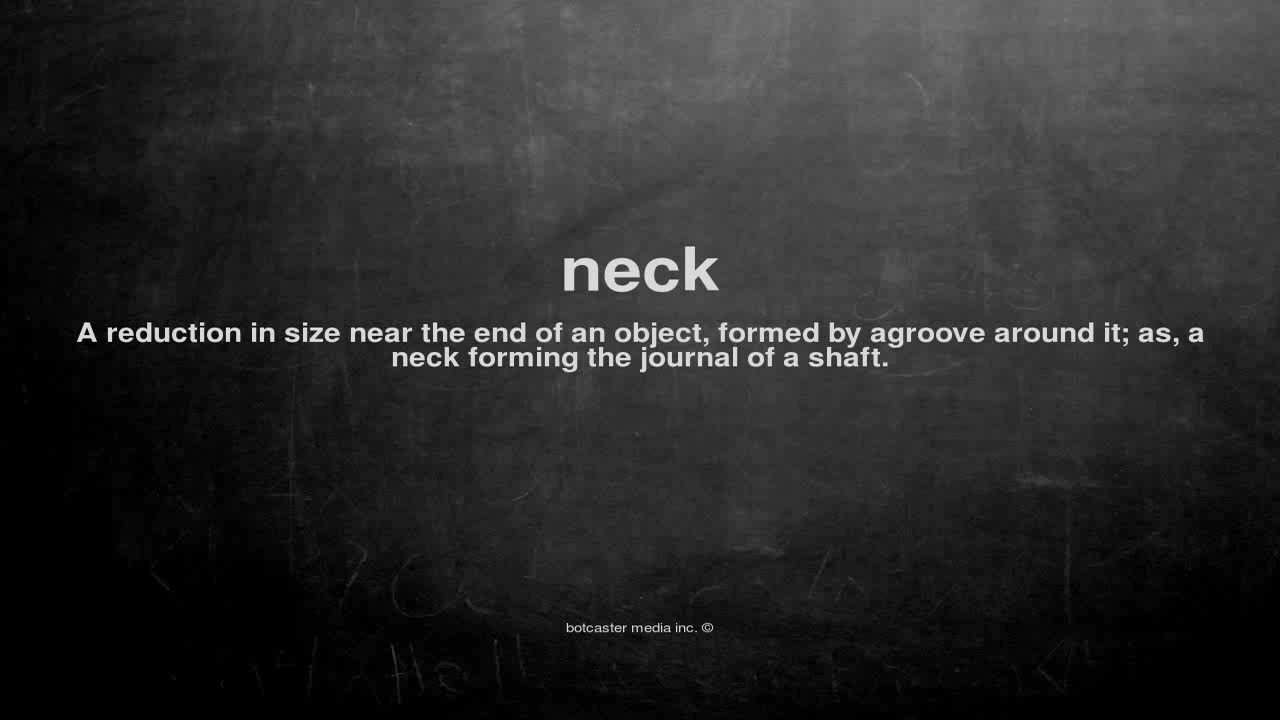 neck
A reduction in size near the end of an object, formed by agroove around it; as, a
neck forming the journal of a shaft.
botcaster media inc. ©